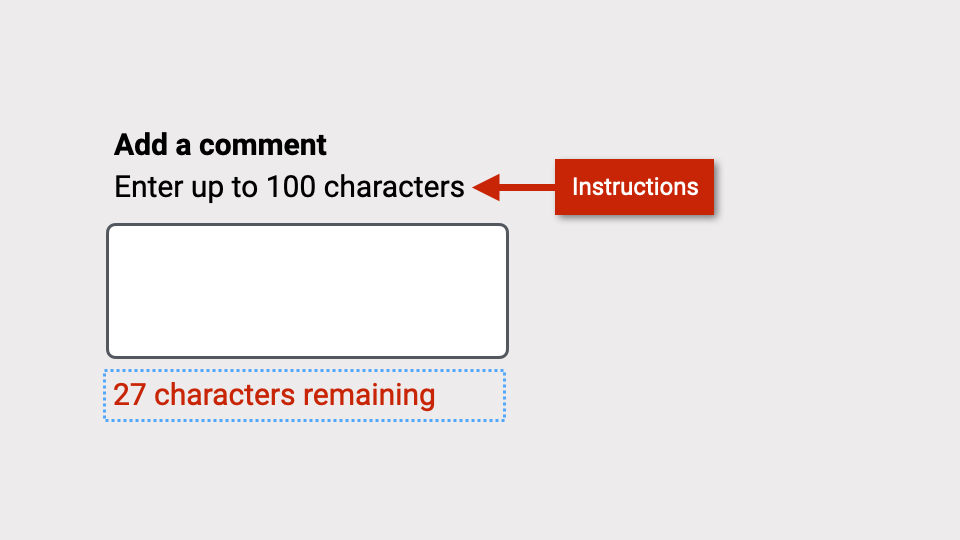 Add a comment
Enter up to 100 characters
Instructions
27 characters remaining